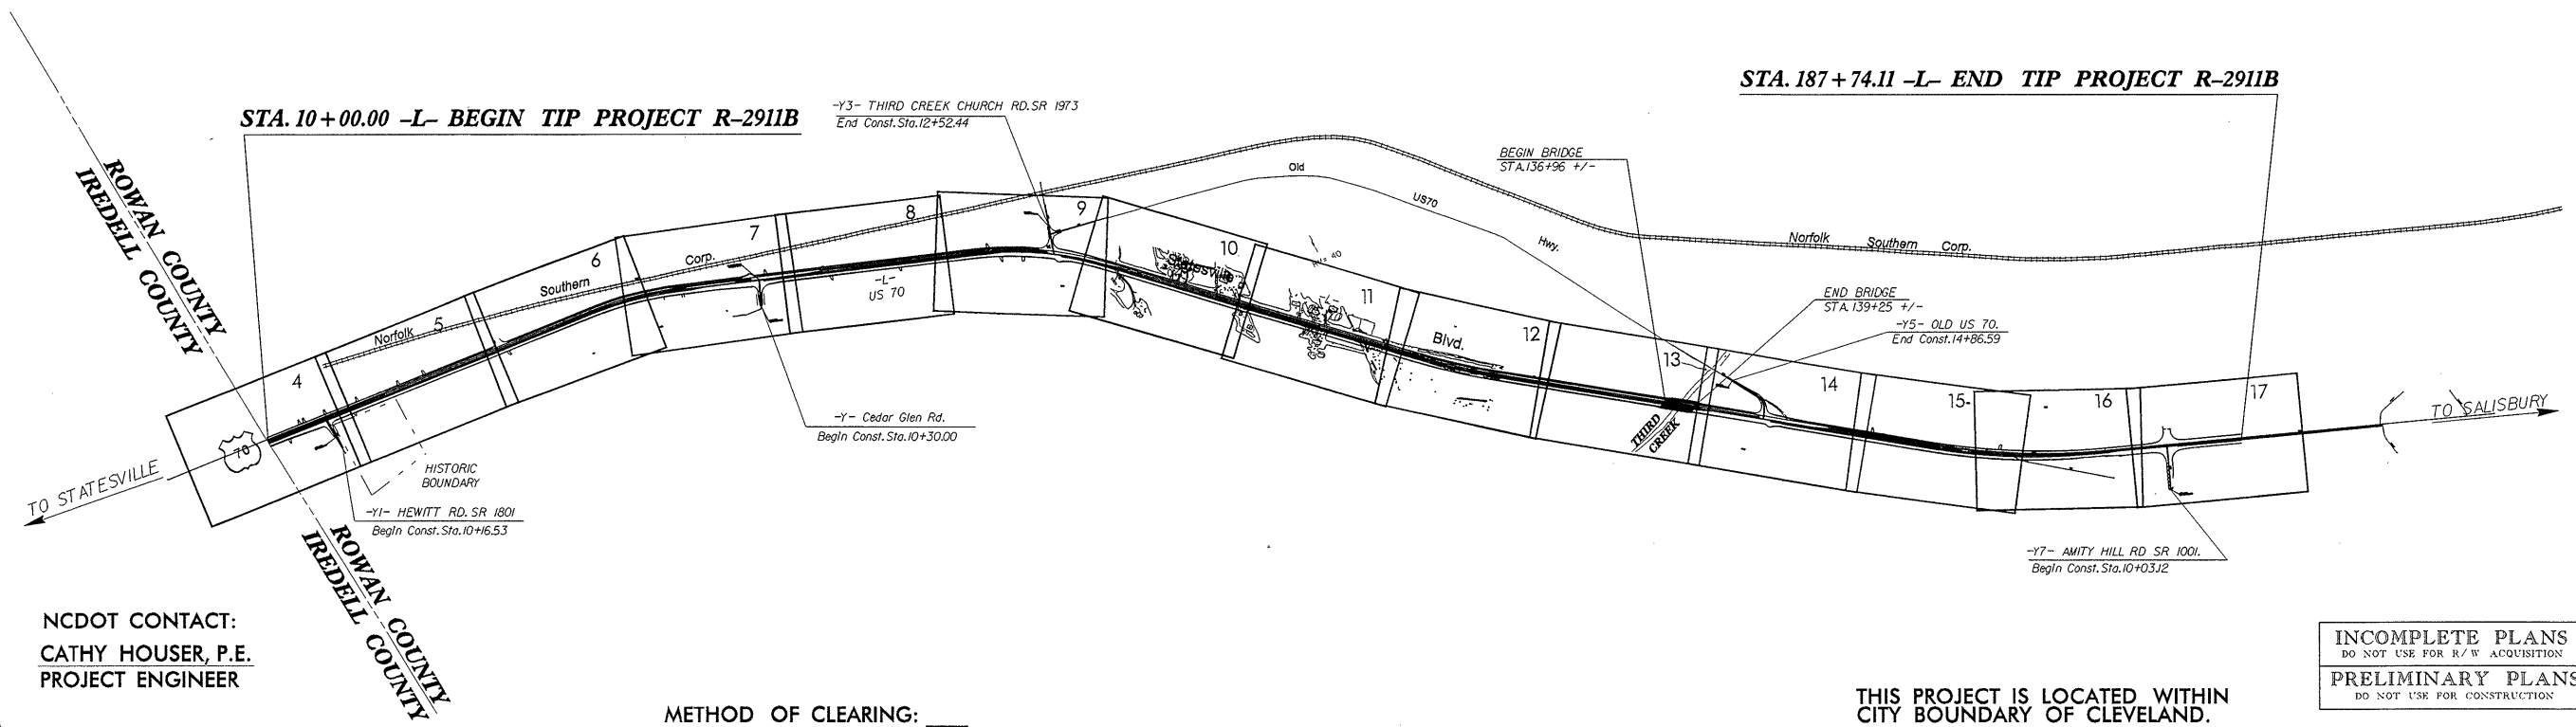 STA. 10+00.00 -L- BEGIN TIP PROJECT R-2911B
-Y3- THIRD CREEK CHURCH RD. SR 1973
End Const. Sta. 12+52.44
STA. 187+74.11 -L- END TIP PROJECT R-2911B
BEGIN BRIDGE
STA. 136+96 +/-
ROWAN COUNTY
IREDELL COUNTY
Old
US70
Hwy.
Norfolk Southern Corp.
Norfolk
Southern
Corp.
4
5
6
7
8
9
10
11
12
13
14
15
16
17
-L-
US 70
Statesville
Blvd.
END BRIDGE
STA. 139+25 +/-
-Y5- OLD US 70.
End Const. 14+86.59
THIRD
CREEK
70
TO STATESVILLE
TO SALISBURY
HISTORIC
BOUNDARY
-Y- Cedar Glen Rd.
Begin Const. Sta. 10+30.00
-Y1- HEWITT RD. SR 1801
Begin Const. Sta. 10+16.53
-Y7- AMITY HILL RD SR 1001.
Begin Const. Sta. 10+03.12
ROWAN COUNTY
IREDELL COUNTY
NCDOT CONTACT:
CATHY HOUSER, P.E.
PROJECT ENGINEER
METHOD OF CLEARING:
THIS PROJECT IS LOCATED WITHIN
CITY BOUNDARY OF CLEVELAND.
INCOMPLETE PLANS
DO NOT USE FOR R/W ACQUISITION
PRELIMINARY PLANS
DO NOT USE FOR CONSTRUCTION